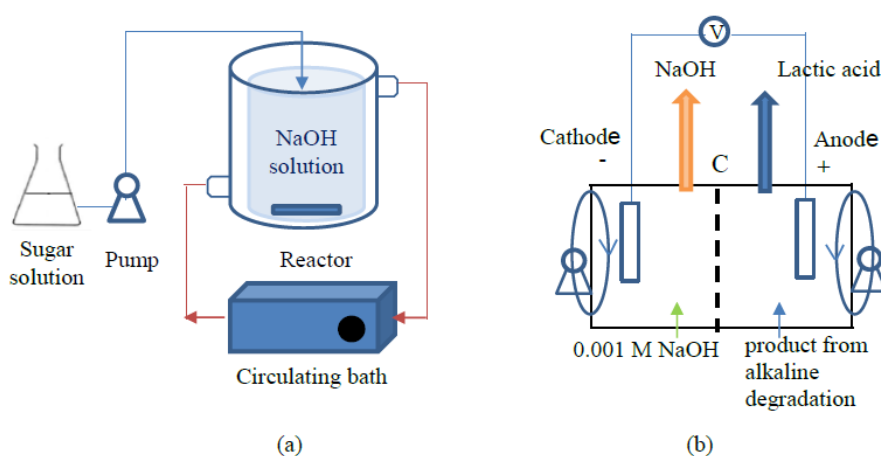 NaOH
solution
Sugar
solution
Pump
Reactor
Circulating bath
(a)
V
NaOH
Lactic acid
Cathode
-
C
Anode
+
0.001 M NaOH
product from
alkaline
degradation
(b)